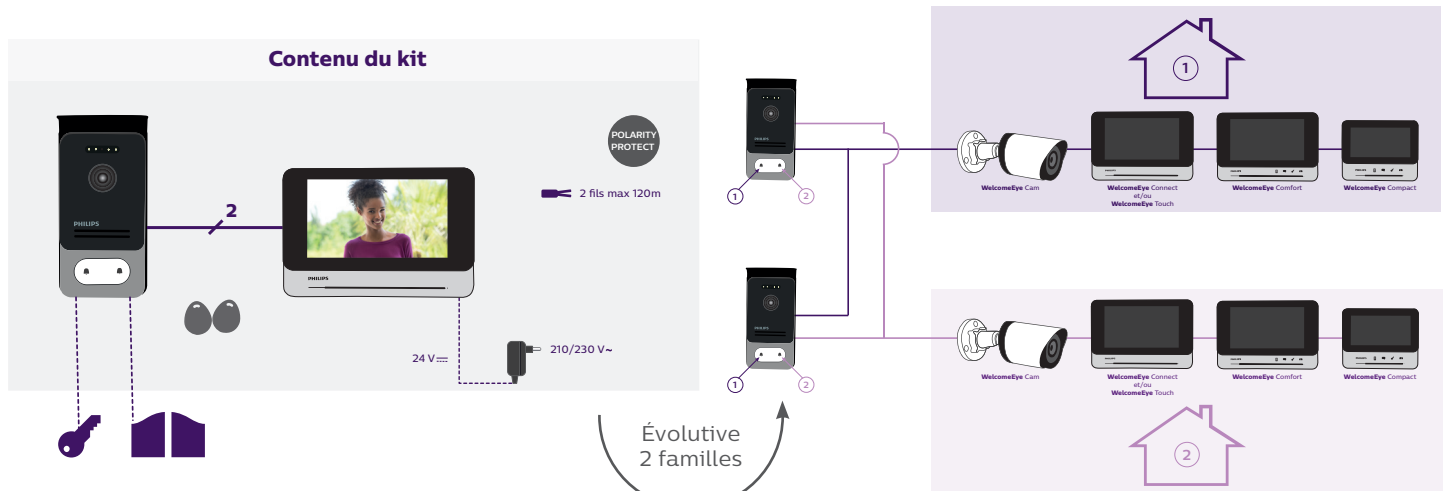 Contenu du kit
POLARITY
PROTECT
2 fils max 120m
PHILIPS
2
PHILIPS
24 V
210/230 V~
Évolutive
2 familles
1
2
1
2
1
WelcomeEye Cam
WelcomeEye Connect
et/ou
WelcomeEye Touch
WelcomeEye Comfort
WelcomeEye Compact
WelcomeEye Cam
WelcomeEye Connect
et/ou
WelcomeEye Touch
WelcomeEye Comfort
WelcomeEye Compact
2